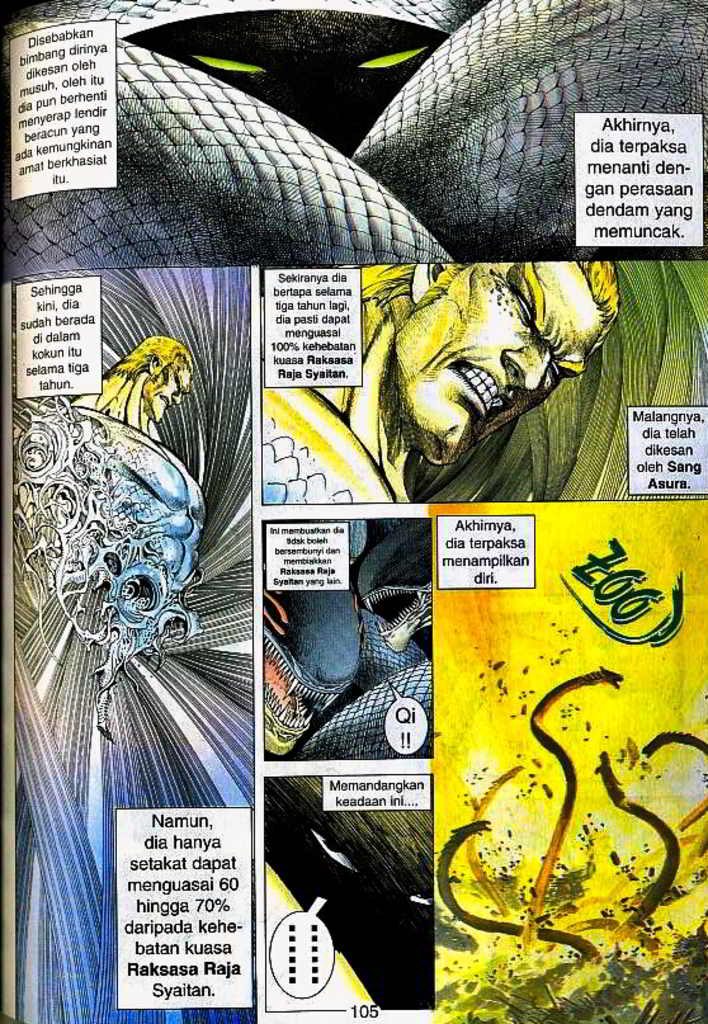 Disebabkan
bimbang dirinya
dikesan oleh
musuh, oleh itu
dia pun berhenti
menyerap lendir
beracun yang
ada kemungkinan
amat berkhasiat
itu.
Akhirnya,
dia terpaksa
menanti den-
gan perasaan
dendam yang
memuncak.
Sehingga
kini, dia
sudah berada
di dalam
kokun itu
selama tiga
tahun.
Sekiranya dia
bertapa selama
tiga tahun lagi,
dia pasti dapat
menguasai
100% kehebatan
kuasa Raksasa
Raja Syaitan.
Malangnya,
dia telah
dikesan
oleh Sang
Asura.
Namun,
dia hanya
setakat dapat
menguasai 60
hingga 70%
daripada kehe-
batan kuasa
Raksasa Raja
Syaitan.
Ini membuatkan dia
tidak boleh
bersembunyi dan
membiakkan
Raksasa Raja
Syaitan yang lain.
Qi
!!
Akhirnya,
dia terpaksa
menampilkan
diri.
ZOO
Memandangkan
keadaan ini....
105